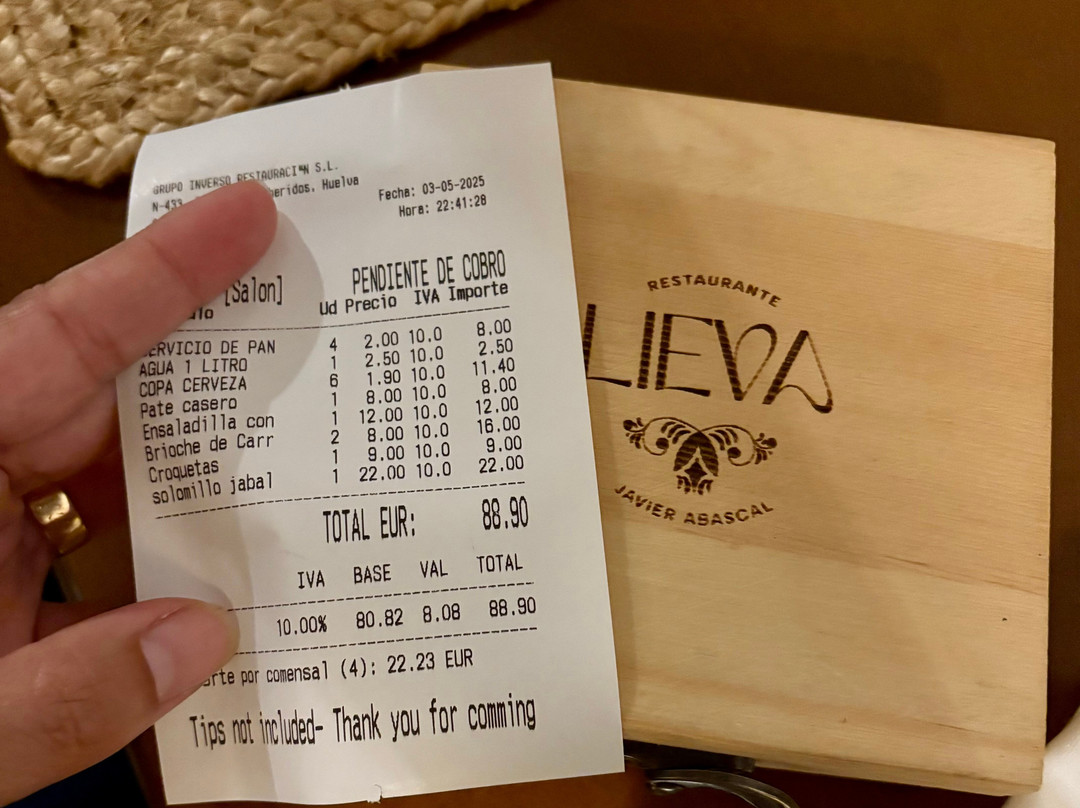 GRUPO INVERSO RESTAURACI*N S.L.
N-433, Huelva
Fecha: 03-05-2025
Hora: 22:41:28
[Salon]
PENDIENTE DE COBRO
Ud Precio IVA Importe
SERVICIO DE PAN 4 2.00 10.0 8.00
AGUA 1 LITRO 1 2.50 10.0 2.50
COPA CERVEZA 6 1.90 10.0 11.40
Pate casero 1 8.00 10.0 8.00
Ensaladilla con 1 12.00 10.0 12.00
Brioche de Carr 2 8.00 10.0 16.00
Croquetas 1 9.00 10.0 9.00
solomillo jabal 1 22.00 10.0 22.00
TOTAL EUR: 88.90
IVA BASE VAL TOTAL
10.00% 80.82 8.08 88.90
por comensal (4): 22.23 EUR
Tips not included- Thank you for comming
RESTAURANTE
LIEVA
JAVIER ABASCAL